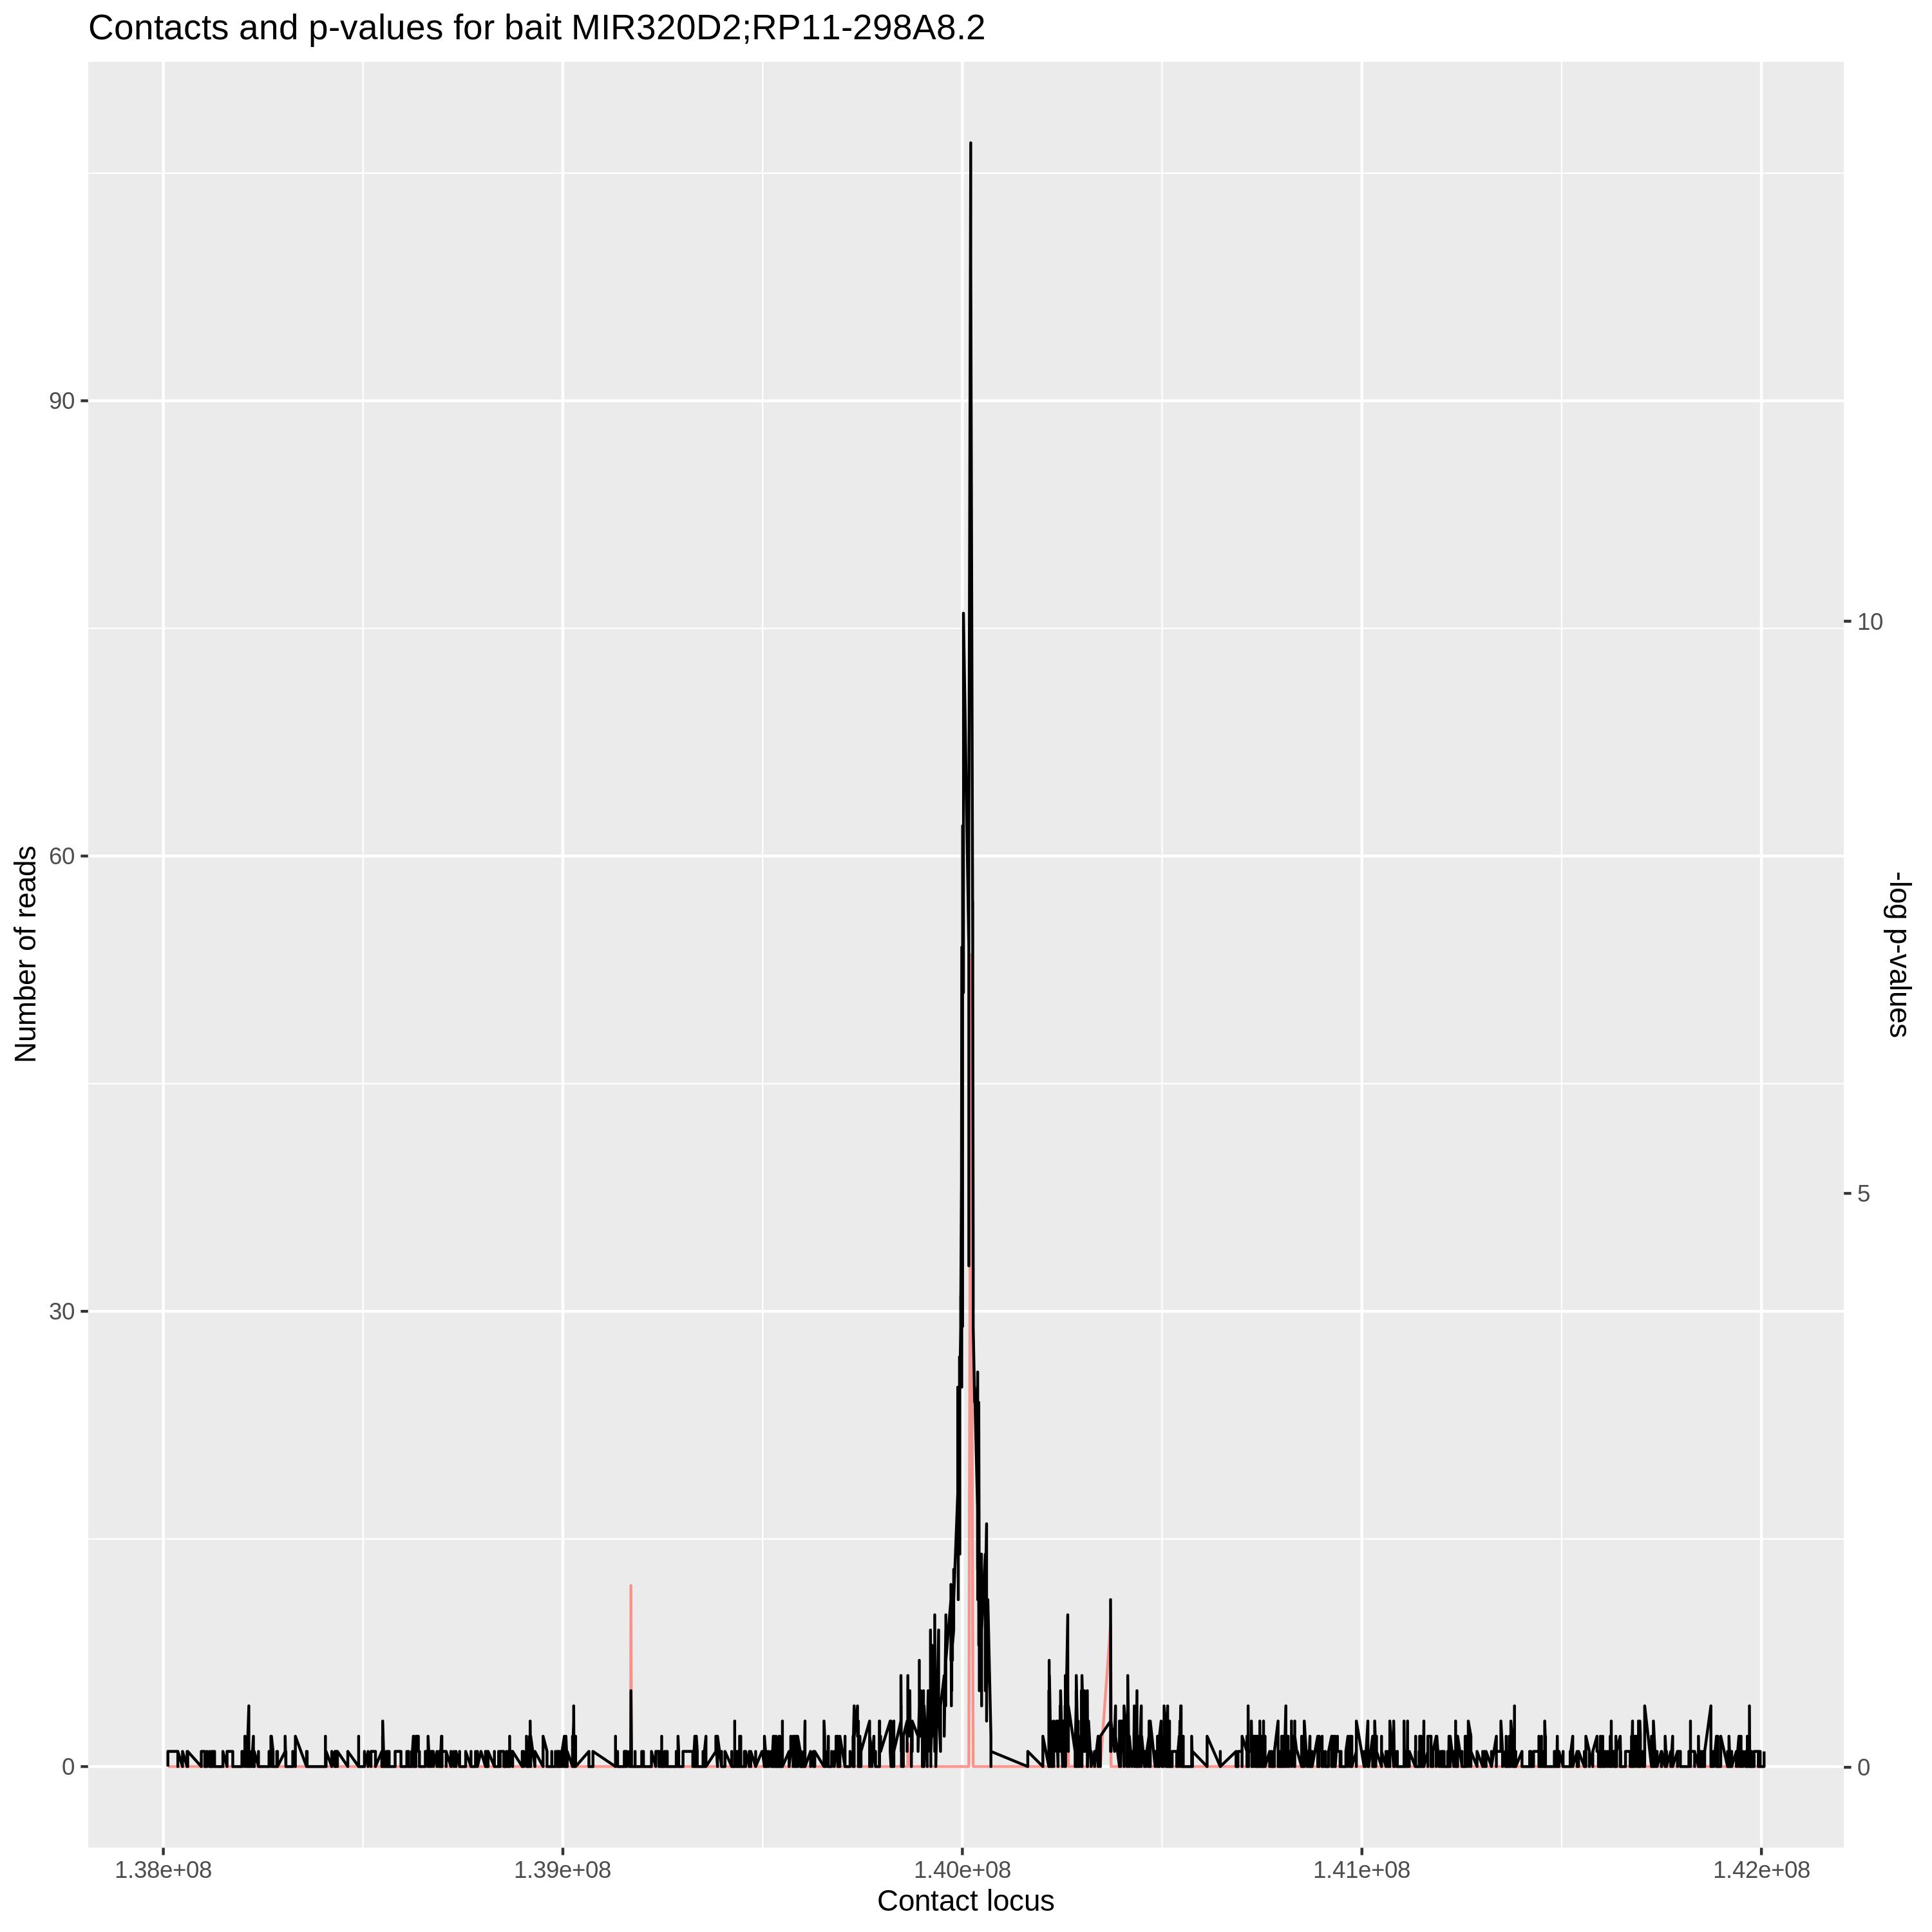 Contacts and p-values for bait MIR320D2;RP11-298A8.2
90
60
30
0
Number of reads
10
5
0
-log p-values
1.38e+08
1.39e+08
1.40e+08
1.41e+08
1.42e+08
Contact locus